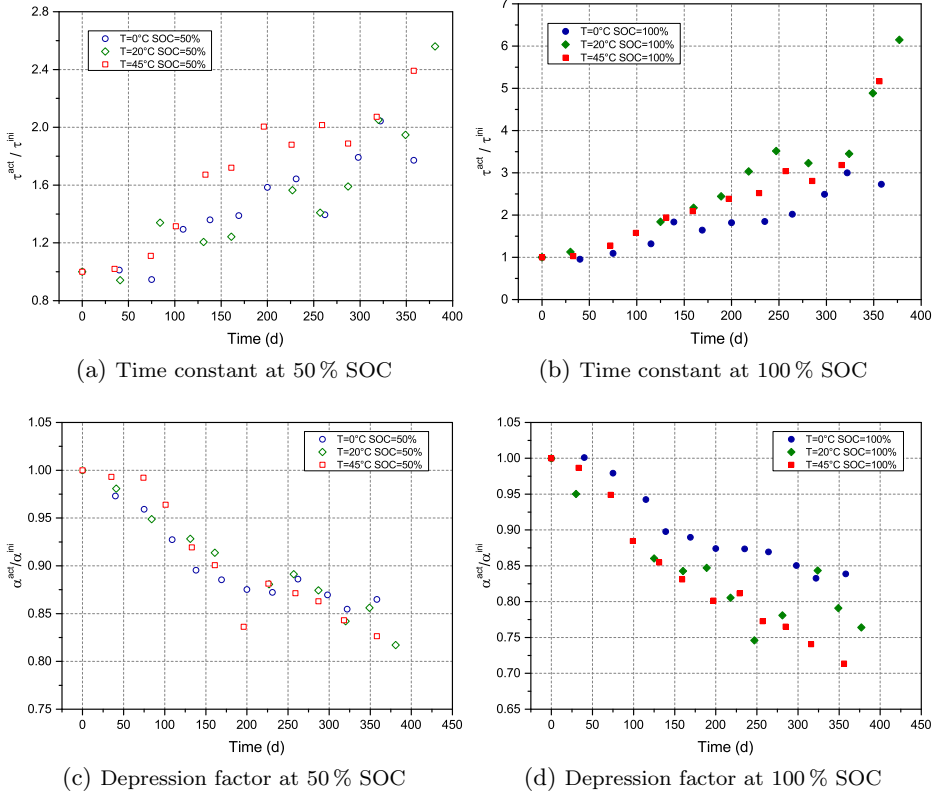 2.8
2.4
2.0
1.6
1.2
0.8
τact / τini
T=0°C SOC=50%
T=20°C SOC=50%
T=45°C SOC=50%
0 50 100 150 200 250 300 350 400
Time (d)
(a) Time constant at 50 % SOC
7
6
5
4
3
2
1
0
τact / τini
T=0°C SOC=100%
T=20°C SOC=100%
T=45°C SOC=100%
0 50 100 150 200 250 300 350 400
Time (d)
(b) Time constant at 100 % SOC
1.05
1.00
0.95
0.90
0.85
0.80
0.75
αact/αini
T=0°C SOC=50%
T=20°C SOC=50%
T=45°C SOC=50%
0 50 100 150 200 250 300 350 400 450
Time (d)
(c) Depression factor at 50 % SOC
1.05
1.00
0.95
0.90
0.85
0.80
0.75
0.70
0.65
αact/αini
T=0°C SOC=100%
T=20°C SOC=100%
T=45°C SOC=100%
0 50 100 150 200 250 300 350 400 450
Time (d)
(d) Depression factor at 100 % SOC